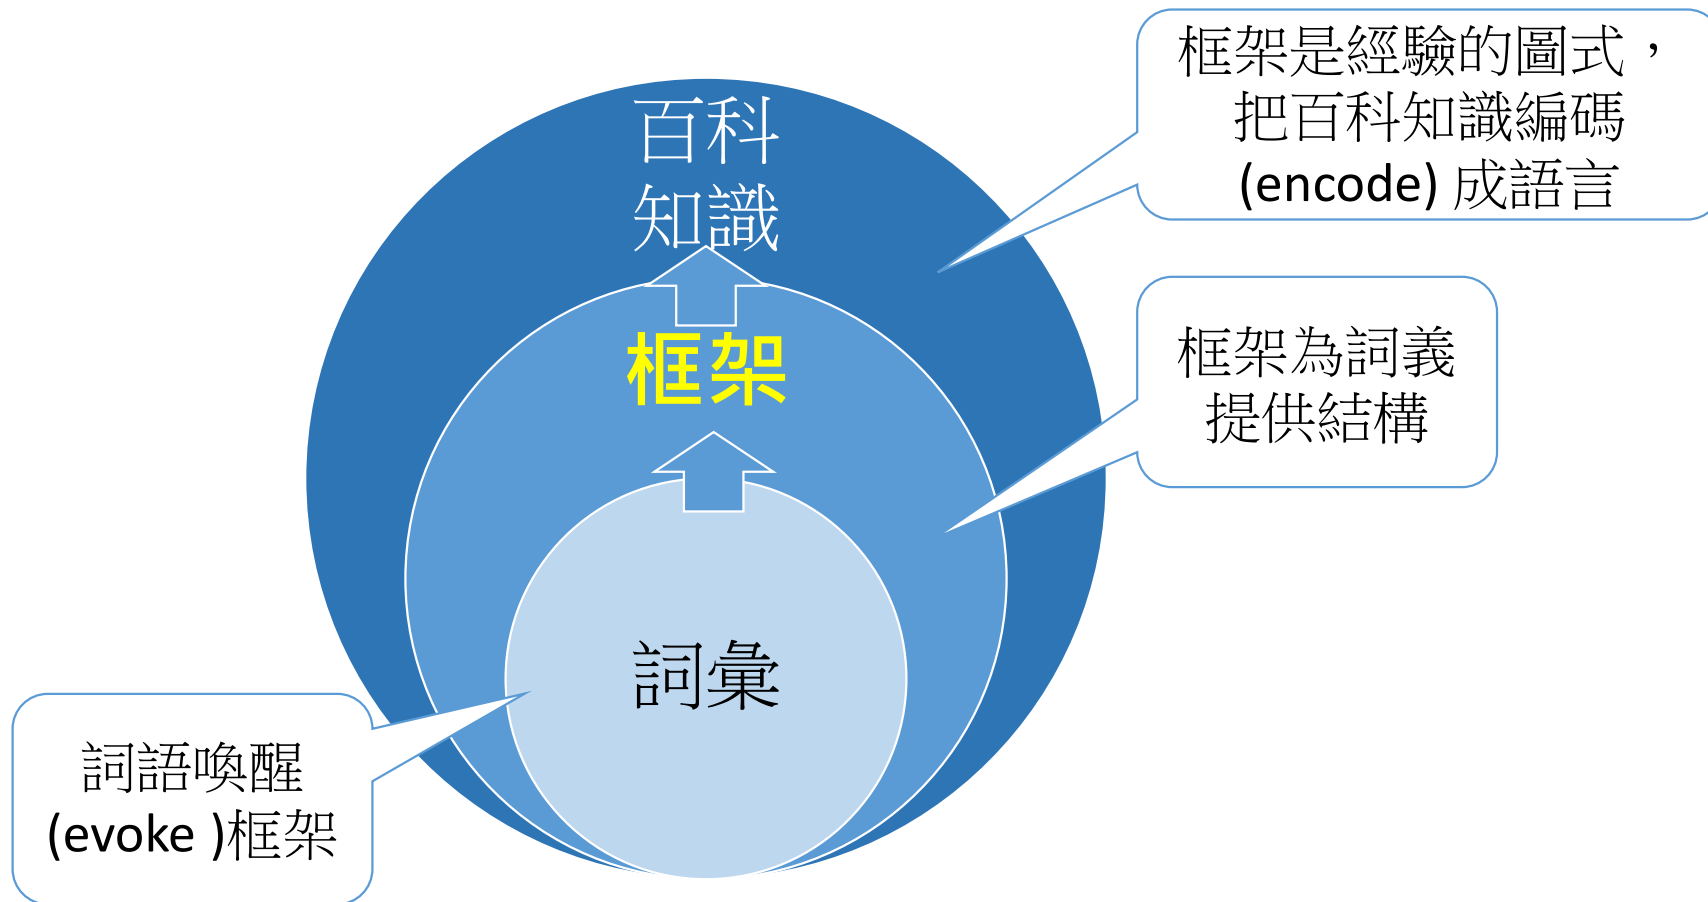 百科
知識
框架
詞彙
框架是經驗的圖式，
把百科知識編碼
(encode) 成語言
框架為詞義
提供結構
詞語喚醒
(evoke )框架